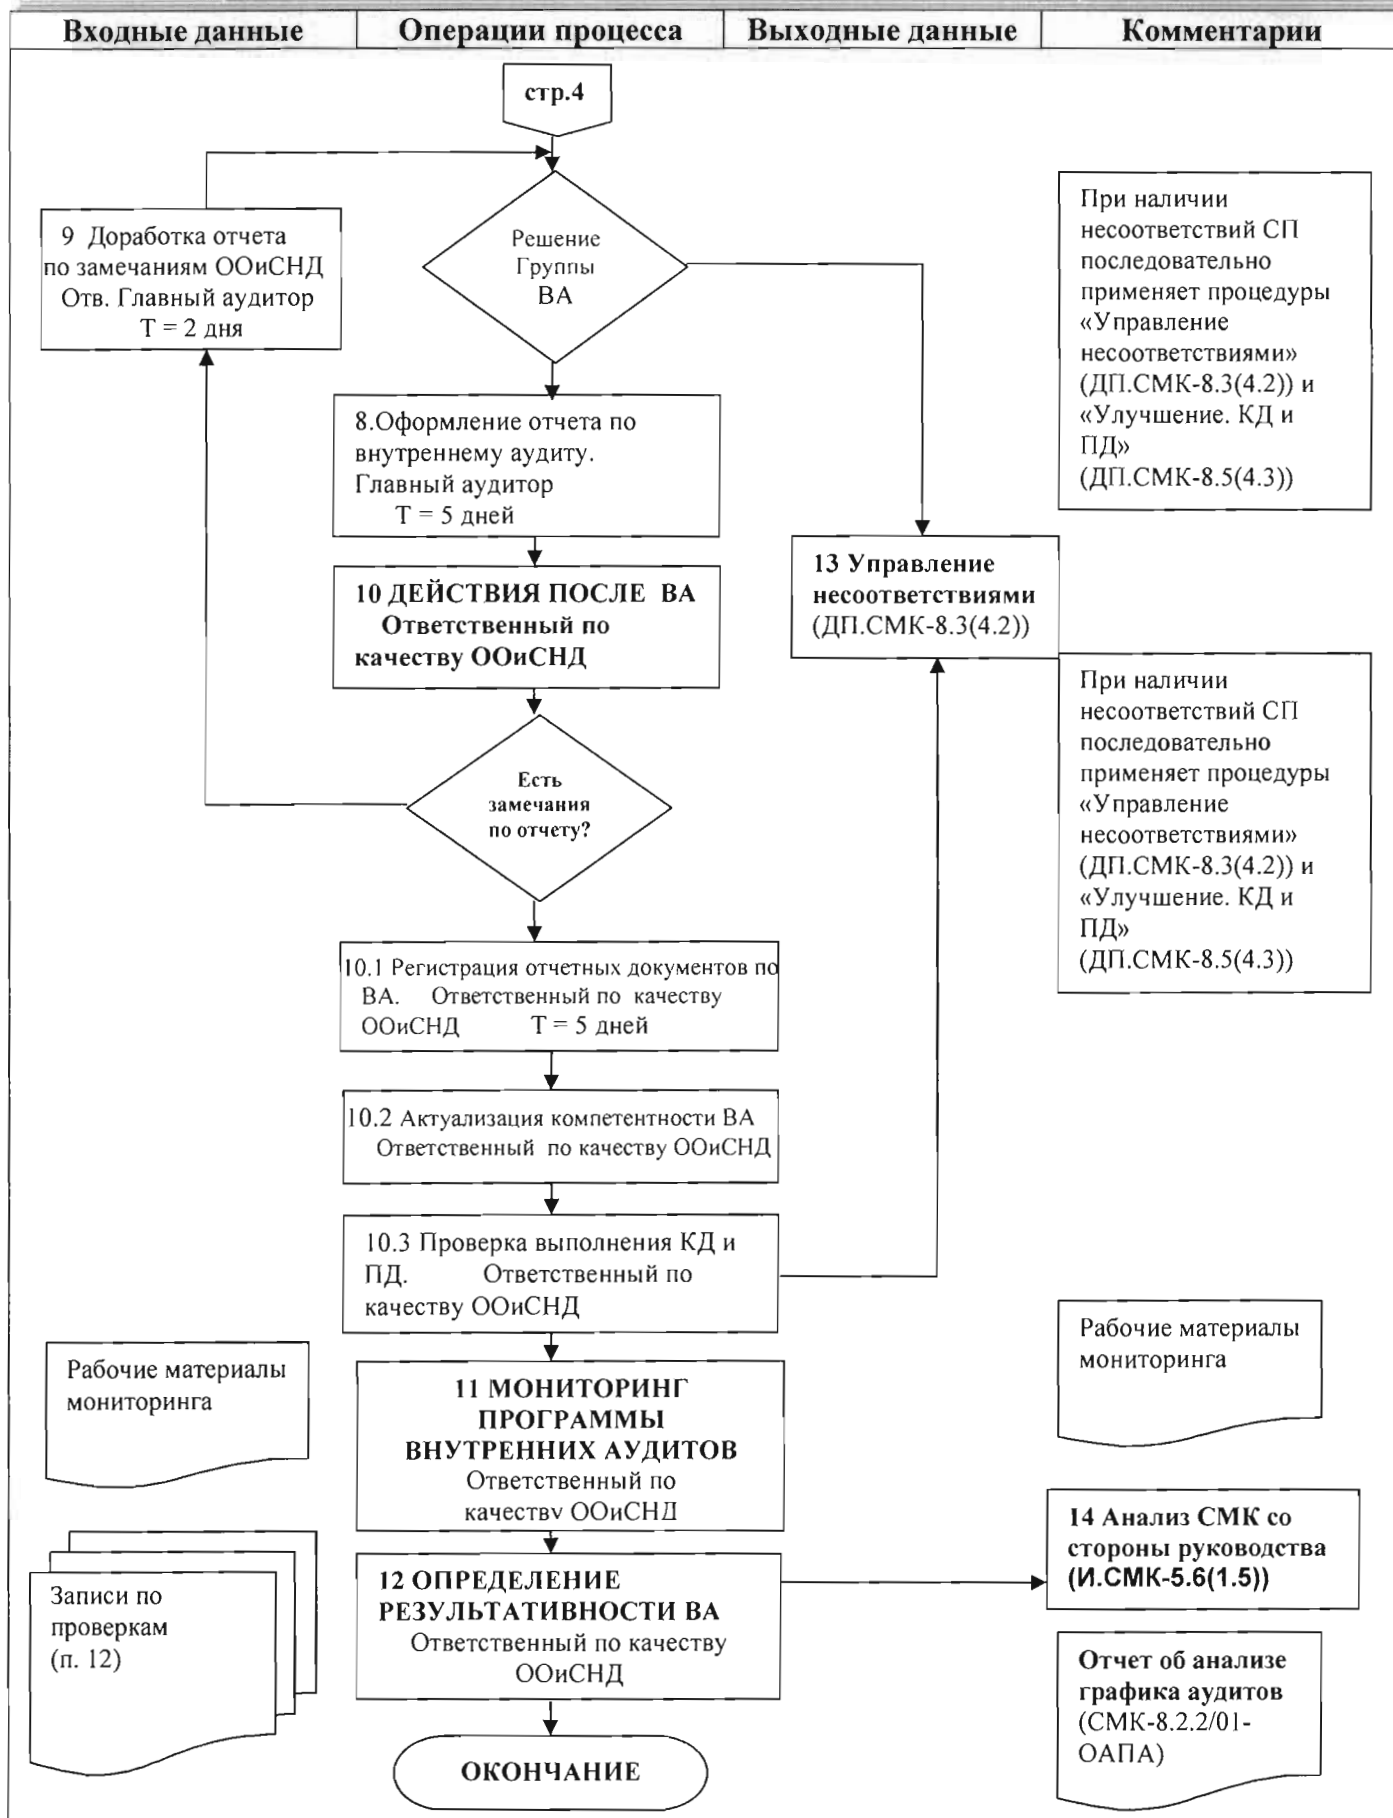 Входные данные
Операции процесса
Выходные данные
Комментарии
стр.4
9 Доработка отчета
по замечаниям ООиСНД
Отв. Главный аудитор
Т = 2 дня
Решение
Группы
ВА
При наличии
несоответствий СП
последовательно
применяет процедуры
«Управление
несоответствиями»
(ДП.СМК-8.3(4.2)) и
«Улучшение. КД и
ПД»
(ДП.СМК-8.5(4.3))
8.Оформление отчета по
внутреннему аудиту.
Главный аудитор
Т = 5 дней
13 Управление
несоответствиями
(ДП.СМК-8.3(4.2))
10 ДЕЙСТВИЯ ПОСЛЕ ВА
Ответственный по
качеству ООиСНД
При наличии
несоответствий СП
последовательно
применяет процедуры
«Управление
несоответствиями»
(ДП.СМК-8.3(4.2)) и
«Улучшение. КД и
ПД»
(ДП.СМК-8.5(4.3))
Есть
замечания
по отчету?
10.1 Регистрация отчетных документов по
ВА. Ответственный по качеству
ООиСНД Т = 5 дней
10.2 Актуализация компетентности ВА
Ответственный по качеству ООиСНД
10.3 Проверка выполнения КД и
ПД. Ответственный по
качеству ООиСНД
Рабочие материалы
мониторинга
11 МОНИТОРИНГ
ПРОГРАММЫ
ВНУТРЕННИХ АУДИТОВ
Ответственный по
качеству ООиСНД
Рабочие материалы
мониторинга
Записи по
проверкам
(п. 12)
12 ОПРЕДЕЛЕНИЕ
РЕЗУЛЬТАТИВНОСТИ ВА
Ответственный по качеству
ООиСНД
14 Анализ СМК со
стороны руководства
(И.СМК-5.6(1.5))
Отчет об анализе
графика аудитов
(СМК-8.2.2/01-
ОАПА)
ОКОНЧАНИЕ